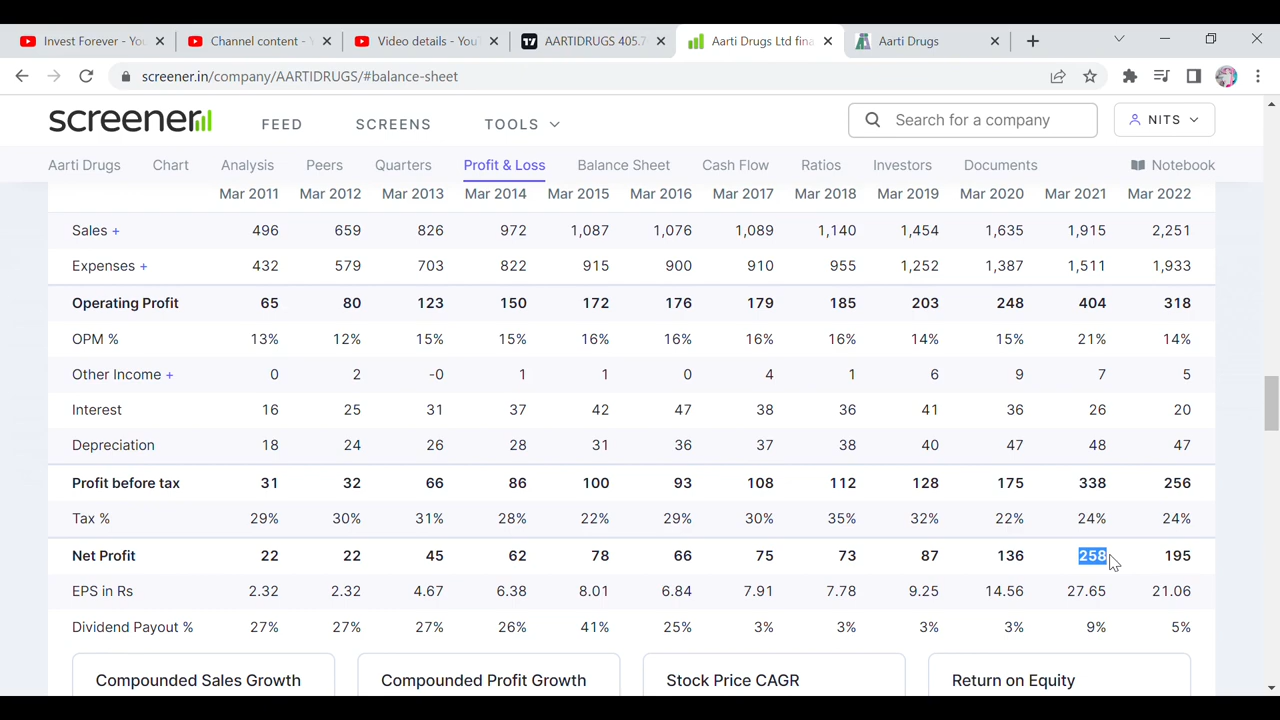 Invest Forever - You
Channel content - Y
Video details - YouT
AARTIDRUGS 405.7
Aarti Drugs Ltd fina
Aarti Drugs
screener.in/company/AARTIDRUGS/#balance-sheet
screener
FEED
SCREENS
TOOLS
Search for a company
NITS
Aarti Drugs Chart Analysis Peers Quarters Profit & Loss Balance Sheet Cash Flow Ratios Investors Documents Notebook
Mar 2011 Mar 2012 Mar 2013 Mar 2014 Mar 2015 Mar 2016 Mar 2017 Mar 2018 Mar 2019 Mar 2020 Mar 2021 Mar 2022
Sales + 496 659 826 972 1,087 1,076 1,089 1,140 1,454 1,635 1,915 2,251
Expenses + 432 579 703 822 915 900 910 955 1,252 1,387 1,511 1,933
Operating Profit 65 80 123 150 172 176 179 185 203 248 404 318
OPM % 13% 12% 15% 15% 16% 16% 16% 16% 14% 15% 21% 14%
Other Income + 0 2 -0 1 1 0 4 1 6 9 7 5
Interest 16 25 31 37 42 47 38 36 41 36 26 20
Depreciation 18 24 26 28 31 36 37 38 40 47 48 47
Profit before tax 31 32 66 86 100 93 108 112 128 175 338 256
Tax % 29% 30% 31% 28% 22% 29% 30% 35% 32% 22% 24% 24%
Net Profit 22 22 45 62 78 66 75 73 87 136 258 195
EPS in Rs 2.32 2.32 4.67 6.38 8.01 6.84 7.91 7.78 9.25 14.56 27.65 21.06
Dividend Payout % 27% 27% 27% 26% 41% 25% 3% 3% 3% 3% 9% 5%
Compounded Sales Growth
Compounded Profit Growth
Stock Price CAGR
Return on Equity